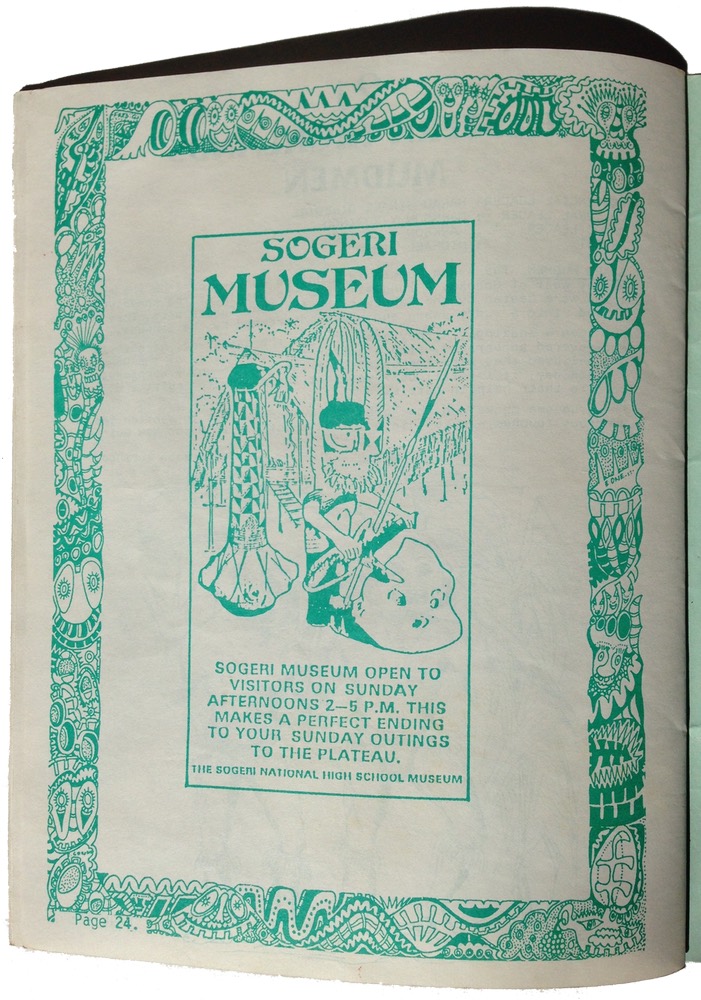 SOGERI
MUSEUM
SOGERI MUSEUM OPEN TO
VISITORS ON SUNDAY
AFTERNOONS 2–5 P.M. THIS
MAKES A PERFECT ENDING
TO YOUR SUNDAY OUTINGS
TO THE PLATEAU.
THE SOGERI NATIONAL HIGH SCHOOL MUSEUM
Page 24.